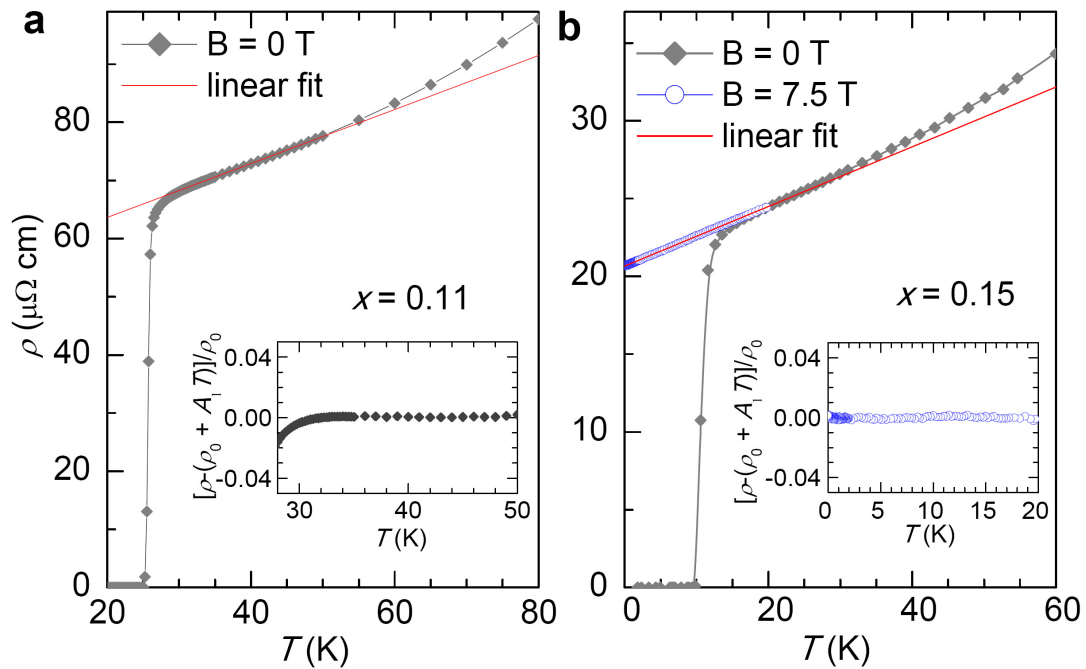 a
B = 0 T
linear fit
80
60
40
20
0
ρ (μΩ cm)
x = 0.11
[ρ-(ρ0 + A1 T)]/ρ0
0.04
0.00
-0.04
30 40 50
T (K)
20 40 60 80
T (K)
b
B = 0 T
B = 7.5 T
linear fit
30
20
10
0
x = 0.15
[ρ-(ρ0 + A1 T)]/ρ0
0.04
0.00
-0.04
0 5 10 15 20
T (K)
0 20 40 60
T (K)